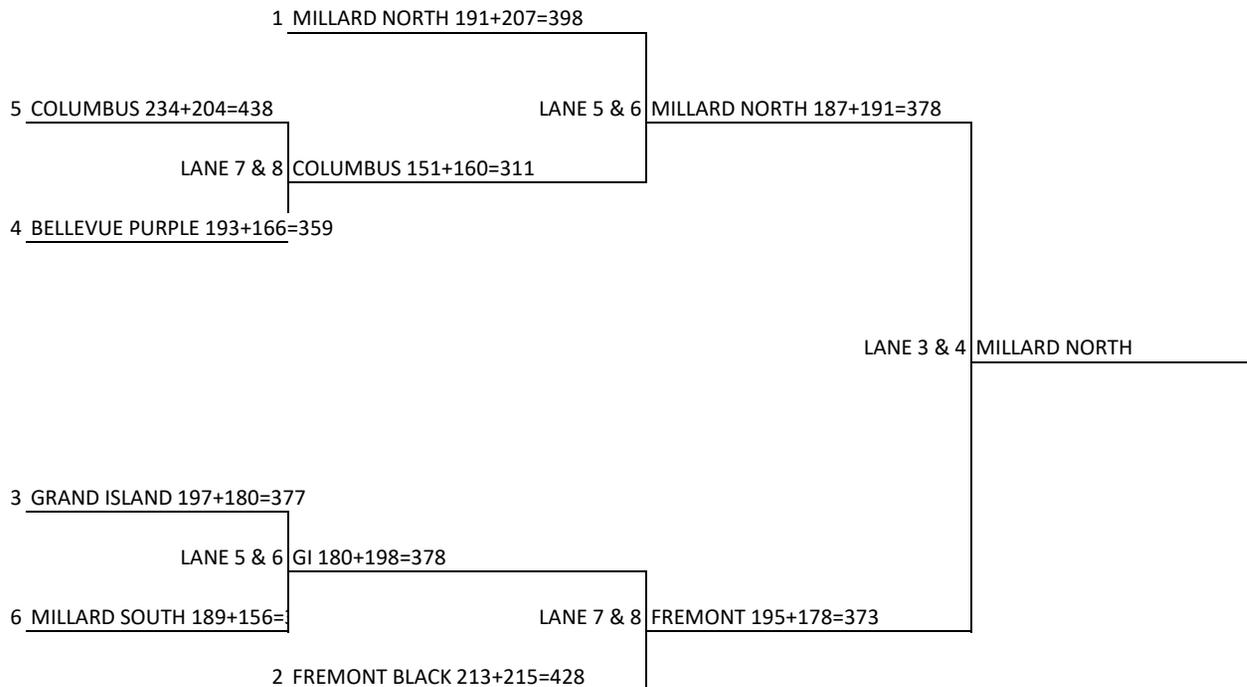 1 MILLARD NORTH 191+207=398
5 COLUMBUS 234+204=438
LANE 5 & 6 MILLARD NORTH 187+191=378
LANE 7 & 8 COLUMBUS 151+160=311
4 BELLEVUE PURPLE 193+166=359
LANE 3 & 4 MILLARD NORTH
3 GRAND ISLAND 197+180=377
LANE 5 & 6 GI 180+198=378
6 MILLARD SOUTH 189+156=
LANE 7 & 8 FREMONT 195+178=373
2 FREMONT BLACK 213+215=428